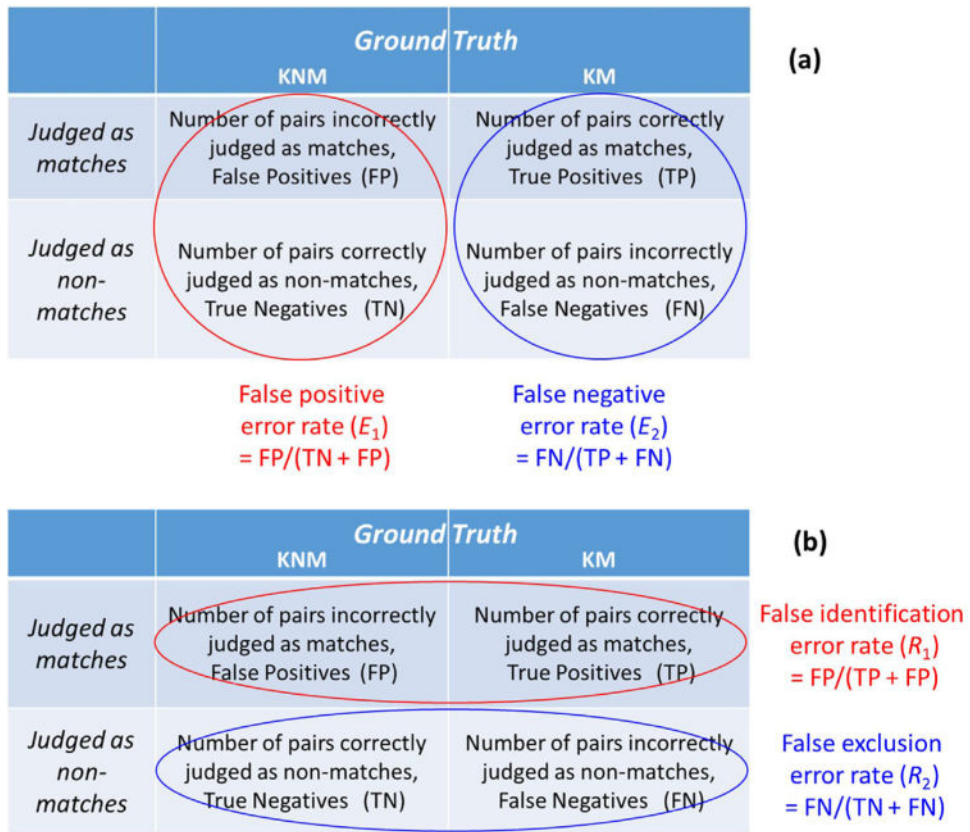 Ground Truth
(a)
KNM KM
Judged as
matches
Number of pairs incorrectly
judged as matches,
False Positives (FP)
Number of pairs correctly
judged as matches,
True Positives (TP)
Judged as
non-
matches
Number of pairs correctly
judged as non-matches,
True Negatives (TN)
Number of pairs incorrectly
judged as non-matches,
False Negatives (FN)
False positive
error rate (E₁)
= FP/(TN + FP)
False negative
error rate (E₂)
= FN/(TP + FN)
Ground Truth
(b)
KNM KM
Judged as
matches
Number of pairs incorrectly
judged as matches,
False Positives (FP)
Number of pairs correctly
judged as matches,
True Positives (TP)
False identification
error rate (R₁)
= FP/(TP + FP)
Judged as
non-
matches
Number of pairs correctly
judged as non-matches,
True Negatives (TN)
Number of pairs incorrectly
judged as non-matches,
False Negatives (FN)
False exclusion
error rate (R₂)
= FN/(TN + FN)